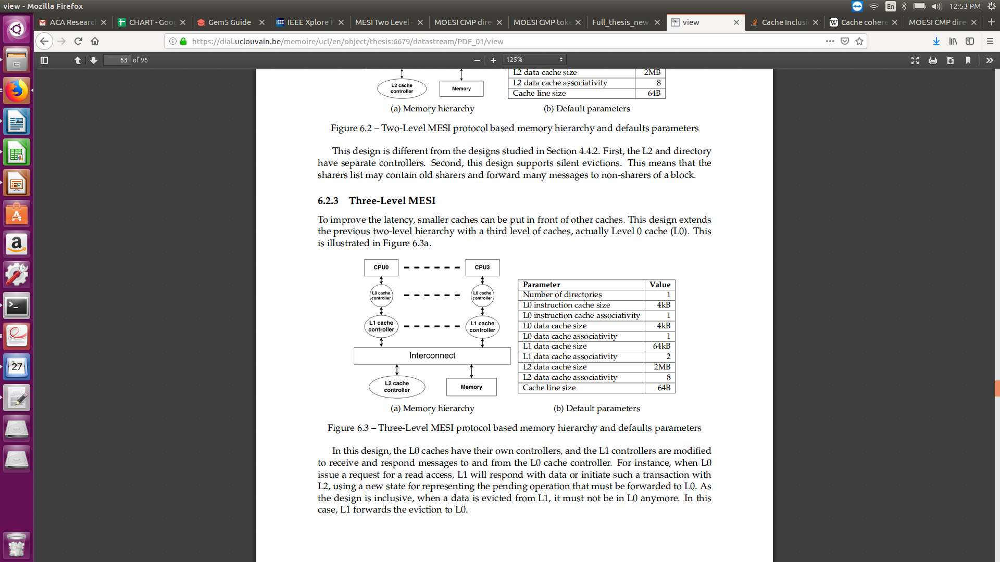 view - Mozilla Firefox
En
12:53 PM
ACA Research
CHART - Goog
Gem5 Guide
IEEE Xplore F
MESI Two Level -
MOESI CMP dire
MOESI CMP toke
Full_thesis_new.
view
Cache Inclusi
Cache cohere
MOESI CMP dire
https://dial.uclouvain.be/memoire/ucl/en/object/thesis:6679/datastream/PDF_01/view
63 of 96
125%
L2 cache
controller
Memory
L2 data cache size 2MB
L2 data cache associativity 8
Cache line size 64B
(a) Memory hierarchy
(b) Default parameters
Figure 6.2 – Two-Level MESI protocol based memory hierarchy and defaults parameters
This design is different from the designs studied in Section 4.4.2. First, the L2 and directory
have separate controllers. Second, this design supports silent evictions. This means that the
sharers list may contain old sharers and forward many messages to non-sharers of a block.
6.2.3 Three-Level MESI
To improve the latency, smaller caches can be put in front of other caches. This design extends
the previous two-level hierarchy with a third level of caches, actually Level 0 cache (L0). This
is illustrated in Figure 6.3a.
CPU0
CPU3
L0 cache
controller
L0 cache
controller
L1 cache
controller
L1 cache
controller
Interconnect
L2 cache
controller
Memory
Parameter Value
Number of directories 1
L0 instruction cache size 4kB
L0 instruction cache associativity 1
L0 data cache size 4kB
L0 data cache associativity 1
L1 data cache size 64kB
L1 data cache associativity 2
L2 data cache size 2MB
L2 data cache associativity 8
Cache line size 64B
(a) Memory hierarchy
(b) Default parameters
Figure 6.3 – Three-Level MESI protocol based memory hierarchy and defaults parameters
In this design, the L0 caches have their own controllers, and the L1 controllers are modified
to receive and respond messages to and from the L0 cache controller. For instance, when L0
issue a request for a read access, L1 will respond with data or initiate such a transaction with
L2, using a new state for representing the pending operation that must be forwarded to L0. As
the design is inclusive, when a data is evicted from L1, it must not be in L0 anymore. In this
case, L1 forwards the eviction to L0.
27